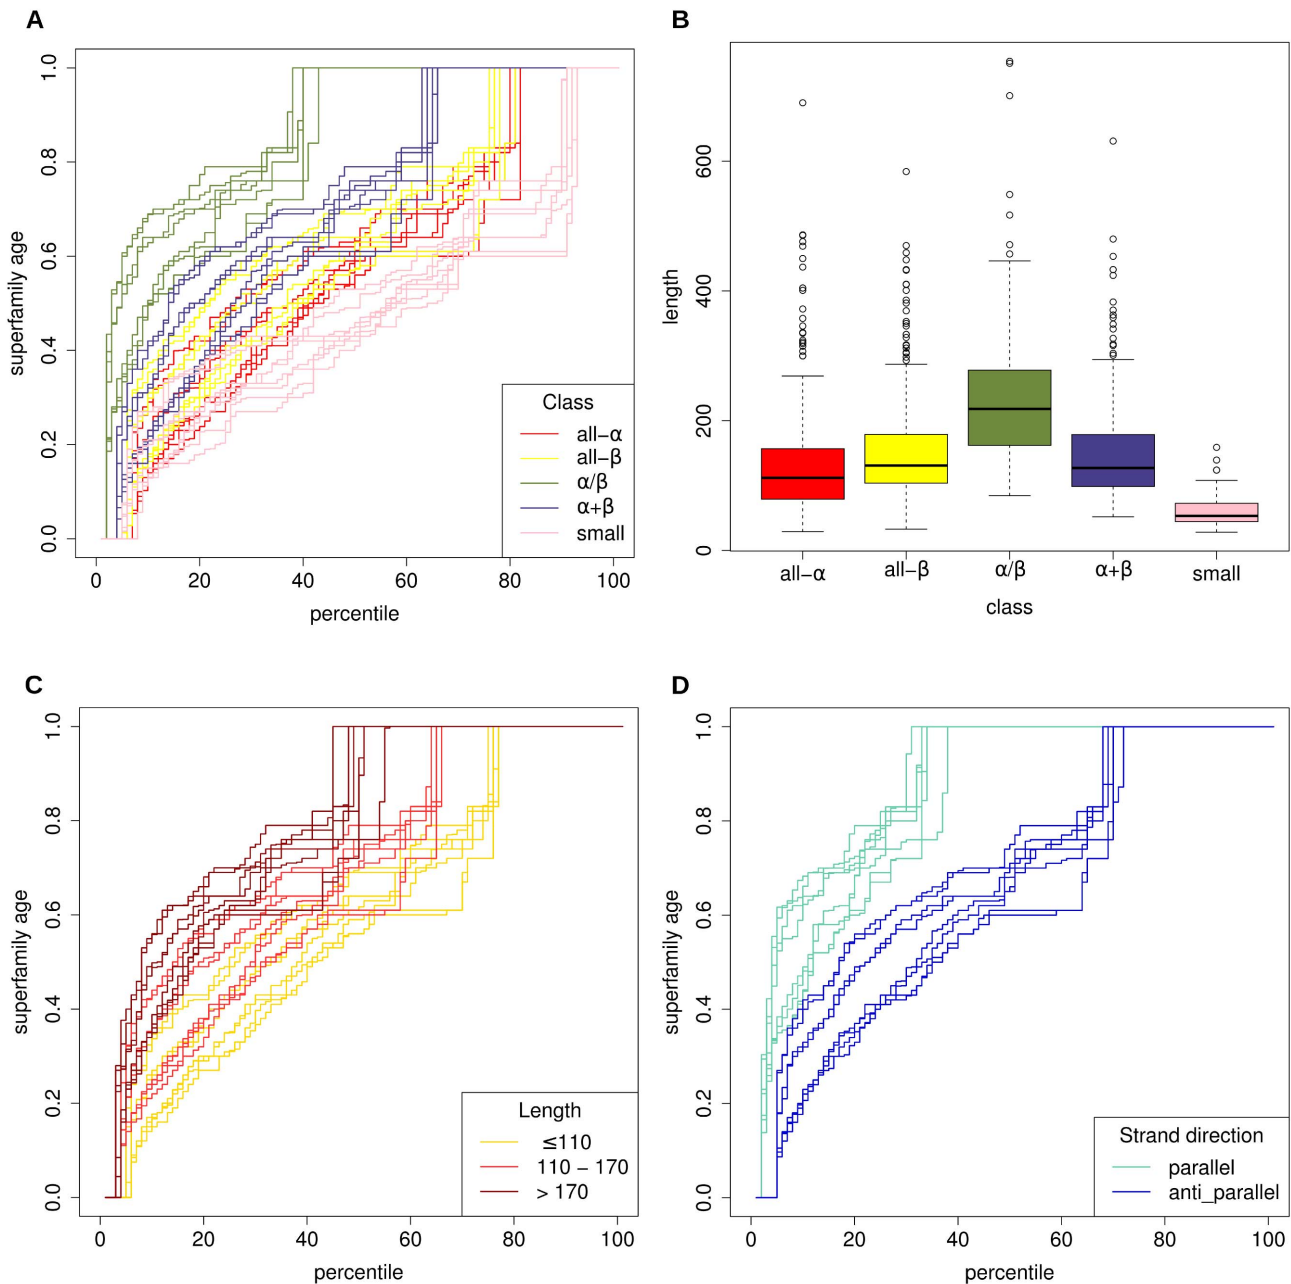 A
1.0
0.8
0.6
0.4
0.2
0.0
superfamily age
0 20 40 60 80 100
percentile
Class
all−α
all−β
α/β
α+β
small
B
600
400
200
0
length
all−α all−β α/β α+β small
class
C
1.0
0.8
0.6
0.4
0.2
0.0
superfamily age
0 20 40 60 80 100
percentile
Length
≤110
110 − 170
> 170
D
1.0
0.8
0.6
0.4
0.2
0.0
superfamily age
0 20 40 60 80 100
percentile
Strand direction
parallel
anti_parallel